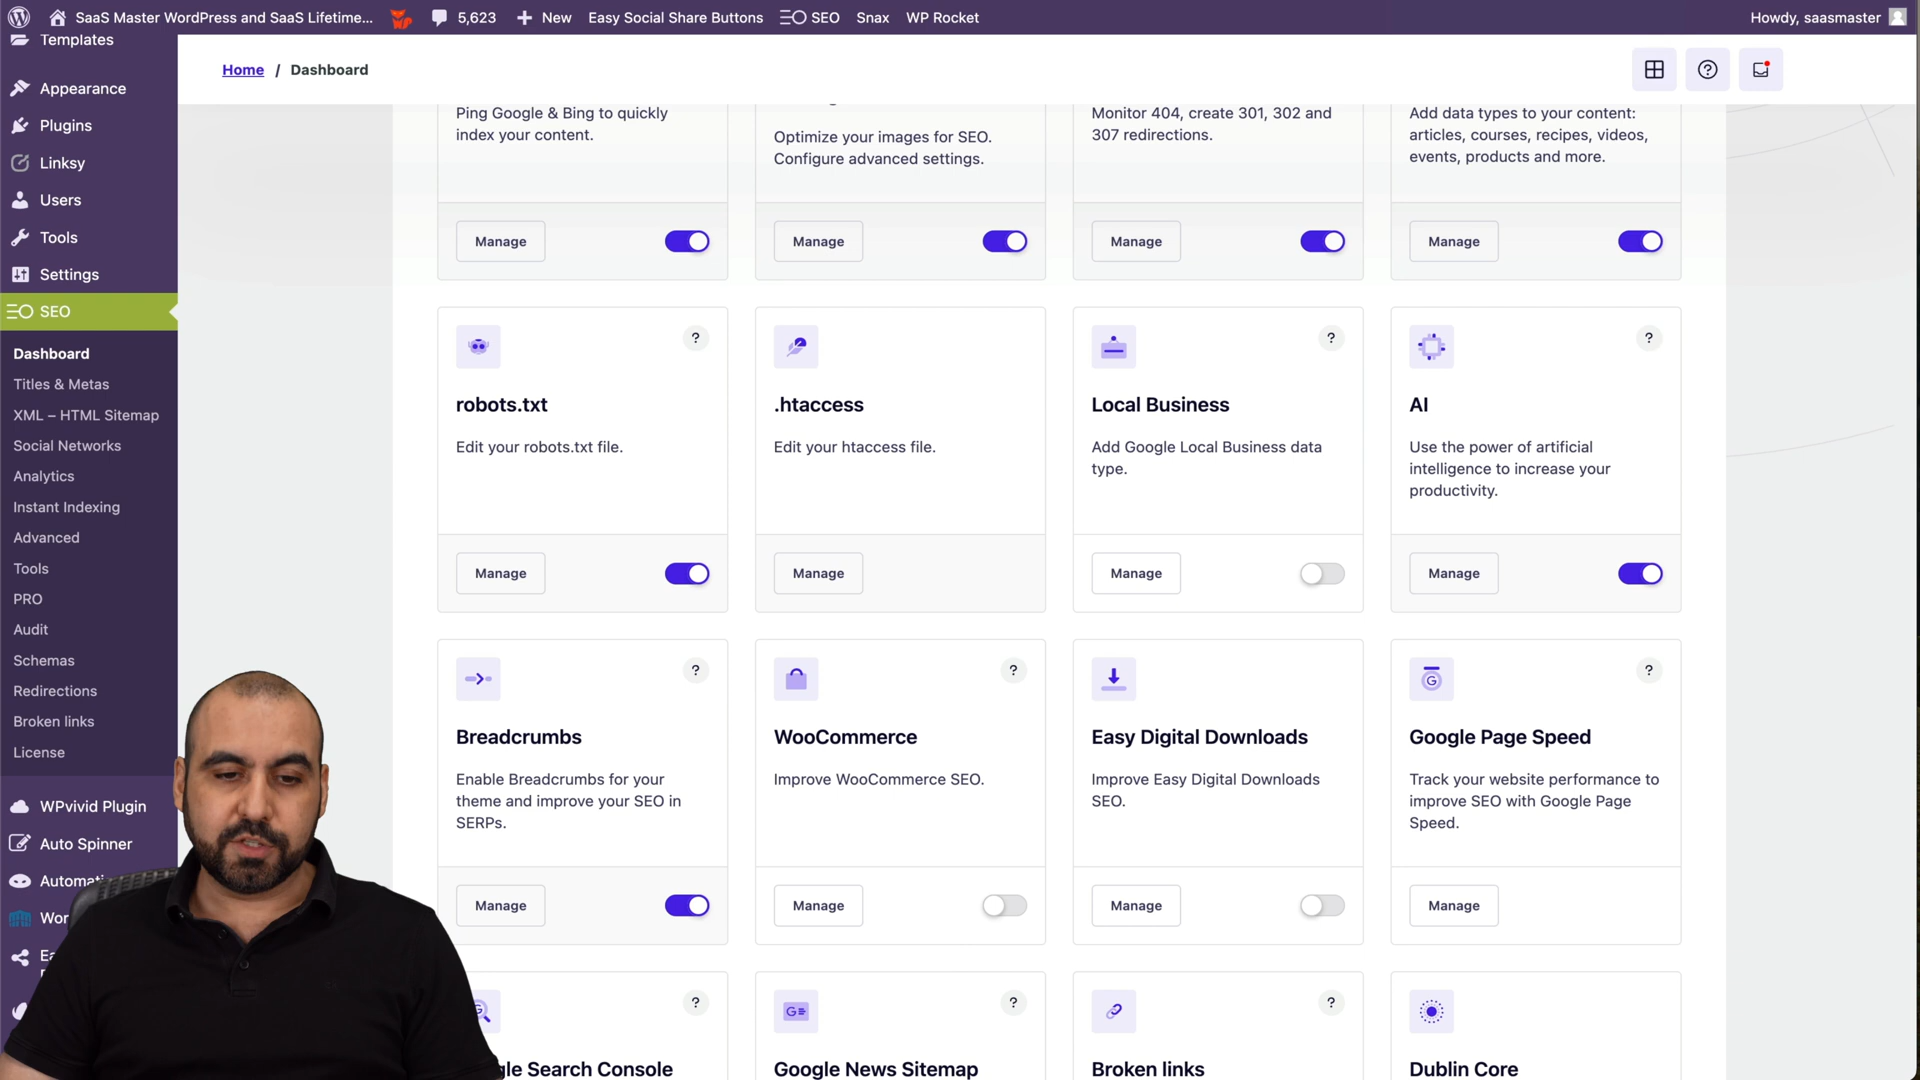 SaaS Master WordPress and SaaS Lifetime...
5,623
New
Easy Social Share Buttons
SEO
Snax
WP Rocket
Howdy, saasmaster
Templates
Appearance
Plugins
Linksy
Users
Tools
Settings
SEO
Dashboard
Titles & Metas
XML – HTML Sitemap
Social Networks
Analytics
Instant Indexing
Advanced
Tools
PRO
Audit
Schemas
Redirections
Broken links
License
WPvivid Plugin
Auto Spinner
Home / Dashboard
Ping Google & Bing to quickly
index your content.
Manage
Optimize your images for SEO.
Configure advanced settings.
Manage
Monitor 404, create 301, 302 and
307 redirections.
Manage
Add data types to your content:
articles, courses, recipes, videos,
events, products and more.
Manage
?
robots.txt
Edit your robots.txt file.
Manage
.htaccess
Edit your htaccess file.
Manage
?
Local Business
Add Google Local Business data
type.
Manage
?
AI
Use the power of artificial
intelligence to increase your
productivity.
Manage
?
Breadcrumbs
Enable Breadcrumbs for your
theme and improve your SEO in
SERPs.
Manage
?
WooCommerce
Improve WooCommerce SEO.
Manage
Easy Digital Downloads
Improve Easy Digital Downloads
SEO.
Manage
?
Google Page Speed
Track your website performance to
improve SEO with Google Page
Speed.
Manage
?
Search Console
?
Google News Sitemap
?
Broken links
Dublin Core